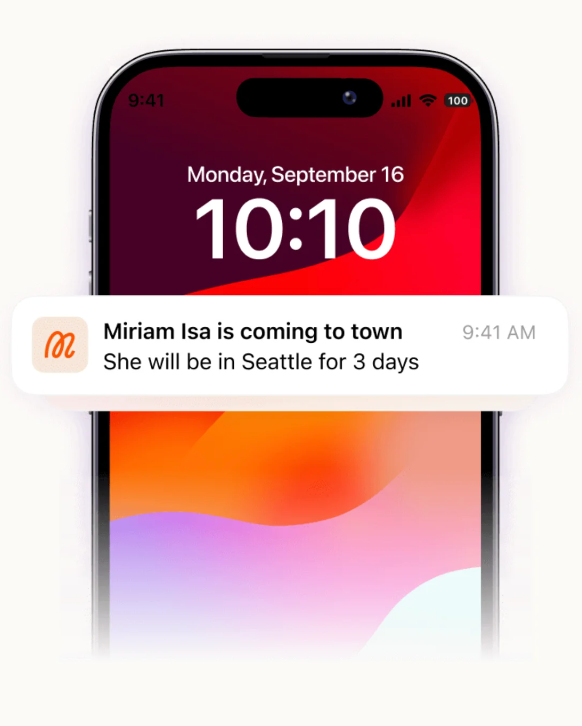 9:41
100
Monday, September 16
10:10
Miriam Isa is coming to town
9:41 AM
She will be in Seattle for 3 days